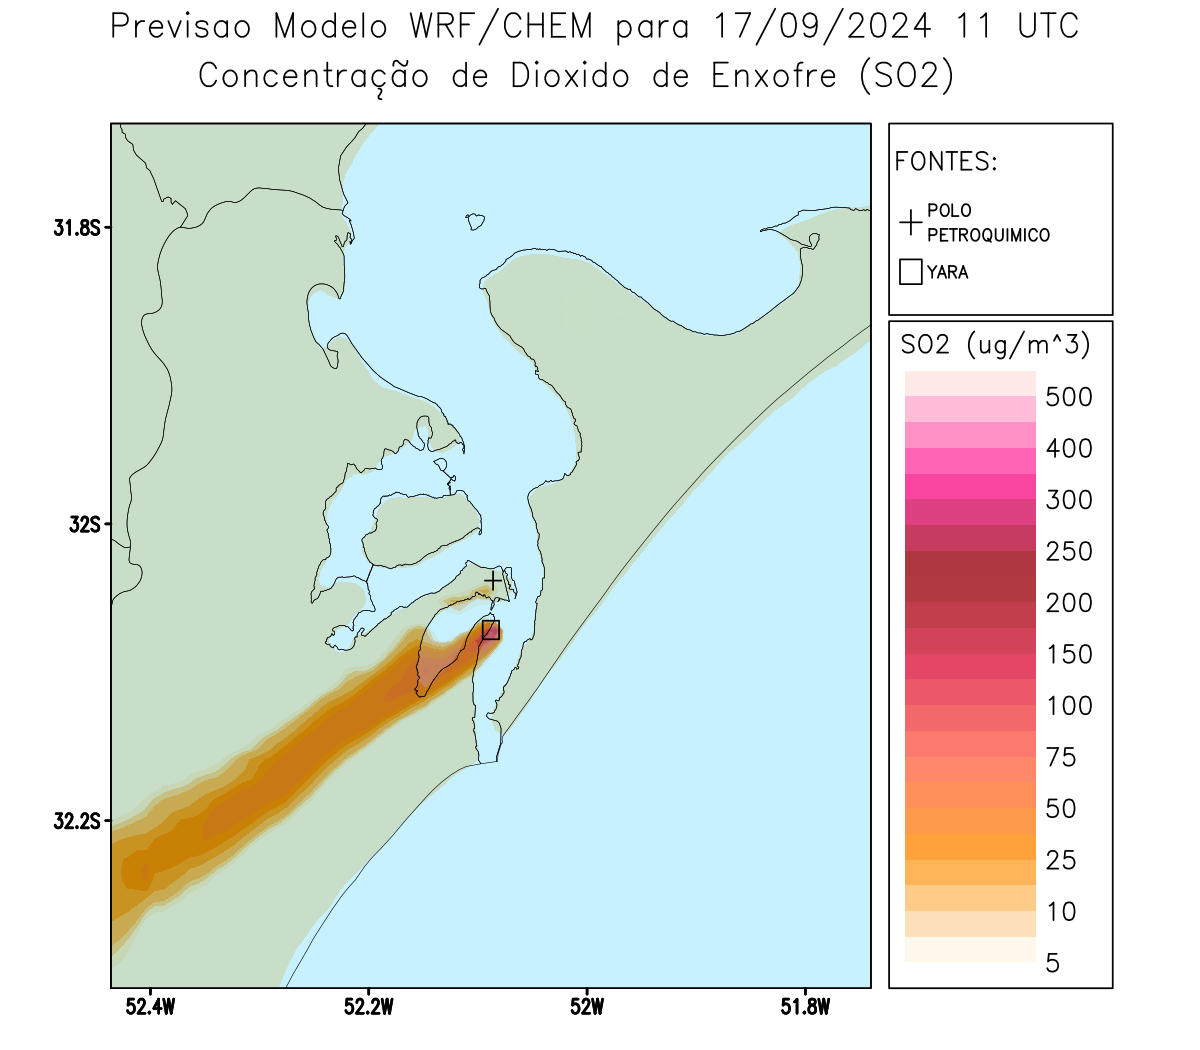 Previsao Modelo WRF/CHEM para 17/09/2024 11 UTC
Concentração de Dioxido de Enxofre (SO2)
FONTES:
POLO
PETROQUIMICO
YARA
31.8S
32S
32.2S
52.4W
52.2W
52W
51.8W
SO2 (ug/m^3)
500
400
300
250
200
150
100
75
50
25
10
5